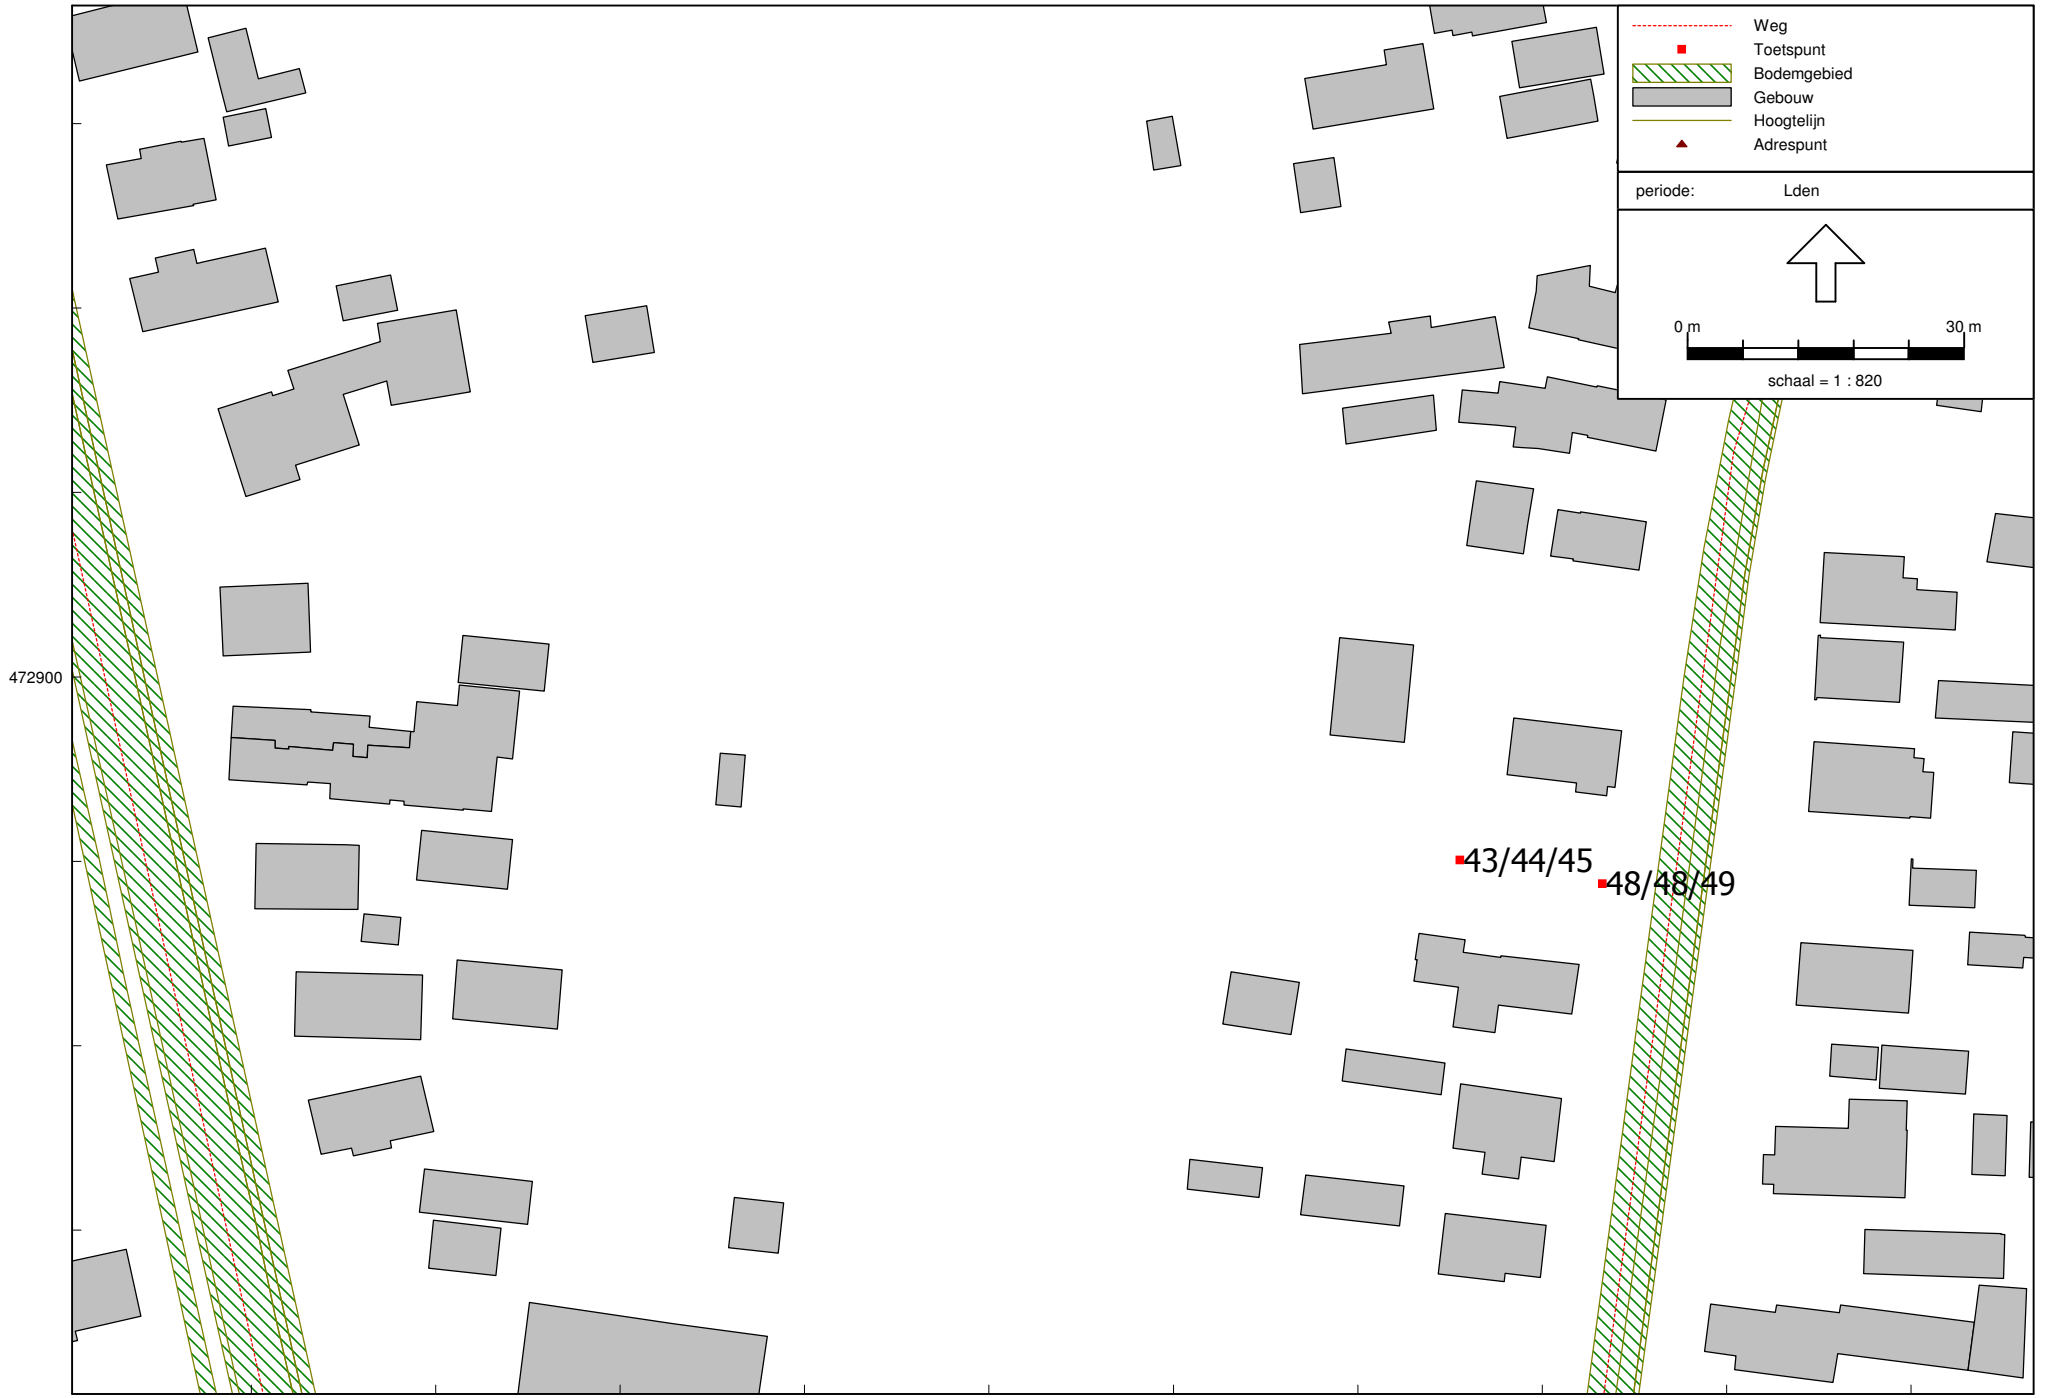 Weg
Toetspunt
Bodemgebied
Gebouw
Hoogtelijn
Adrespunt
periode: Lden
0 m 30 m
schaal = 1 : 820
472900
43/44/45
48/48/49